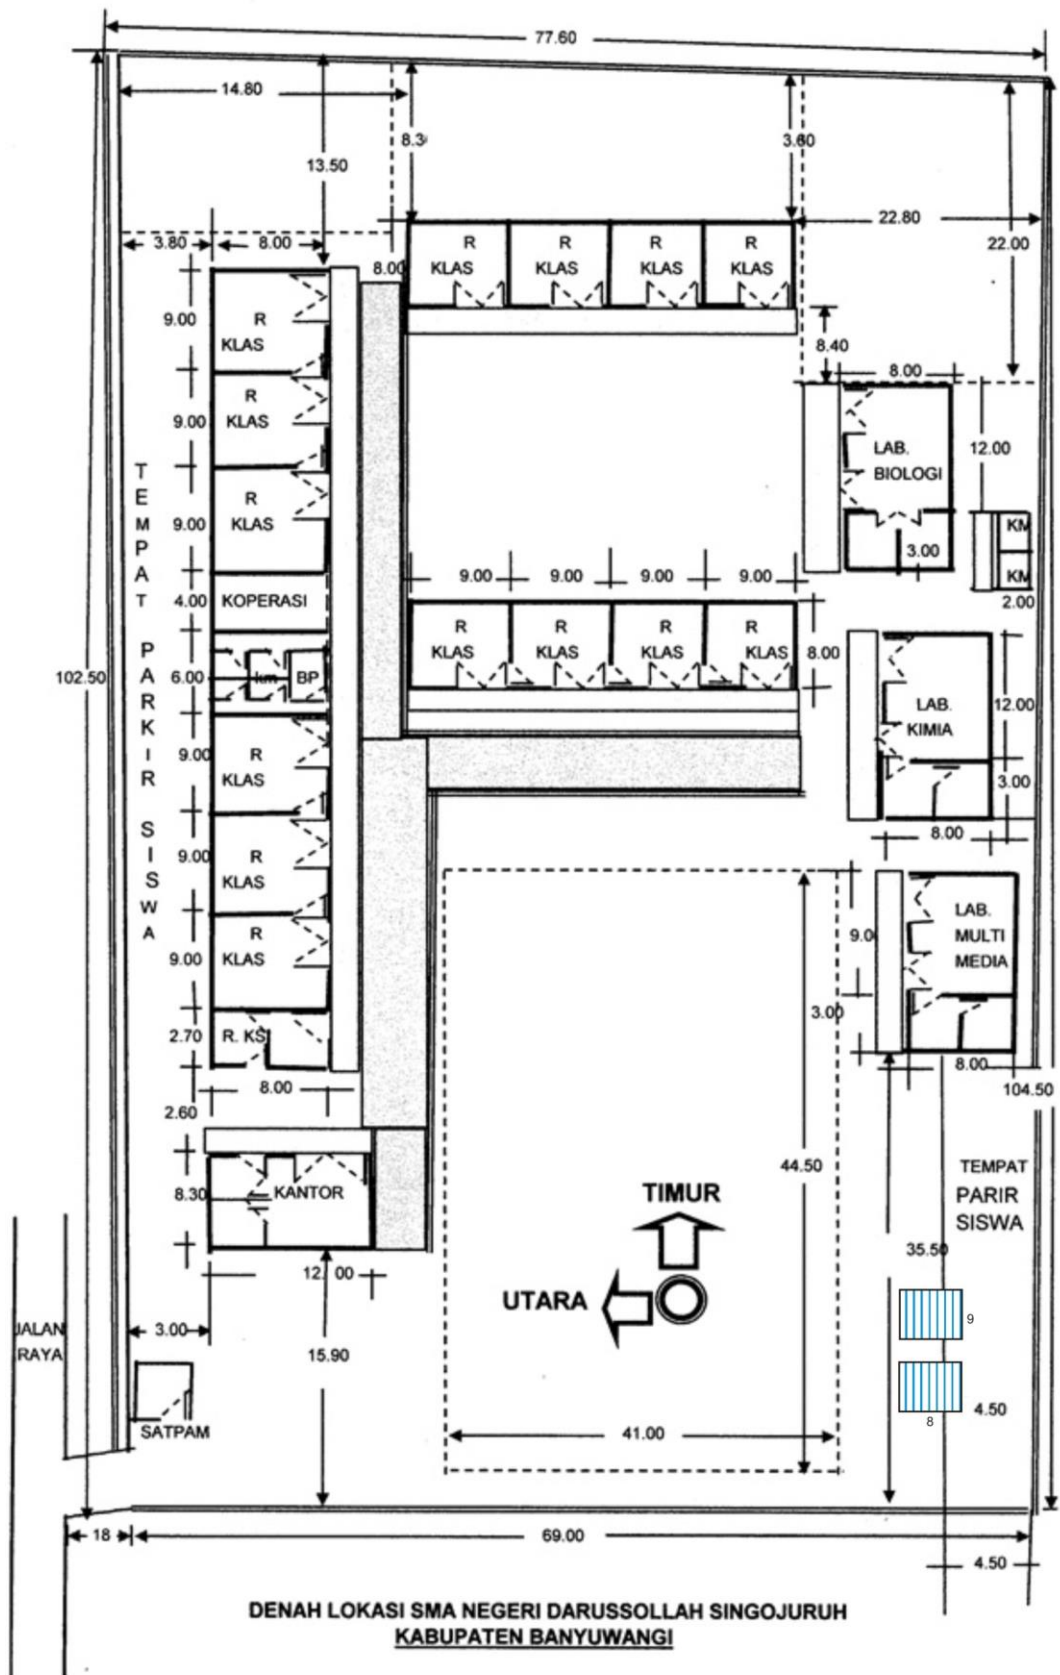 77.60
14.80
8.3
3.60
13.50
22.80
22.00
3.80
8.00
8.00
R
KLAS
R
KLAS
R
KLAS
R
KLAS
8.40
8.00
9.00
R
KLAS
9.00
R
KLAS
9.00
R
KLAS
LAB.
BIOLOGI
12.00
3.00
KM
KM
2.00
TEMPAT PARKIR SISWA
4.00
KOPERASI
9.00
9.00
9.00
9.00
R
KLAS
R
KLAS
R
KLAS
R
KLAS
8.00
102.50
6.00
km
BP
LAB.
KIMIA
12.00
3.00
8.00
9.00
R
KLAS
9.00
R
KLAS
9.00
R
KLAS
2.70
R. KS
8.00
2.60
9.0
3.00
LAB.
MULTI
MEDIA
8.00
104.50
8.30
KANTOR
12.00
44.50
TEMPAT
PARIR
SISWA
TIMUR
UTARA
35.50
9
8
4.50
JALAN
RAYA
3.00
15.90
SATPAM
41.00
18
69.00
4.50
DENAH LOKASI SMA NEGERI DARUSSOLLAH SINGOJURUH
KABUPATEN BANYUWANGI